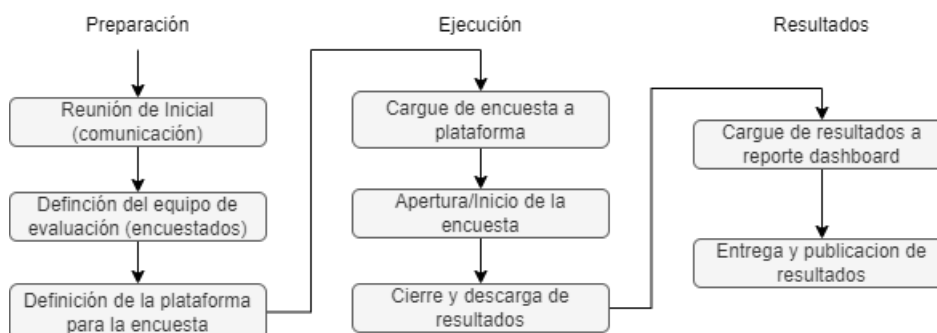 Preparación
Reunión de Inicial
(comunicación)
Definción del equipo de
evaluación (encuestados)
Definición de la plataforma
para la encuesta
Ejecución
Cargue de encuesta a
plataforma
Apertura/Inicio de la
encuesta
Cierre y descarga de
resultados
Resultados
Cargue de resultados a
reporte dashboard
Entrega y publicacion de
resultados